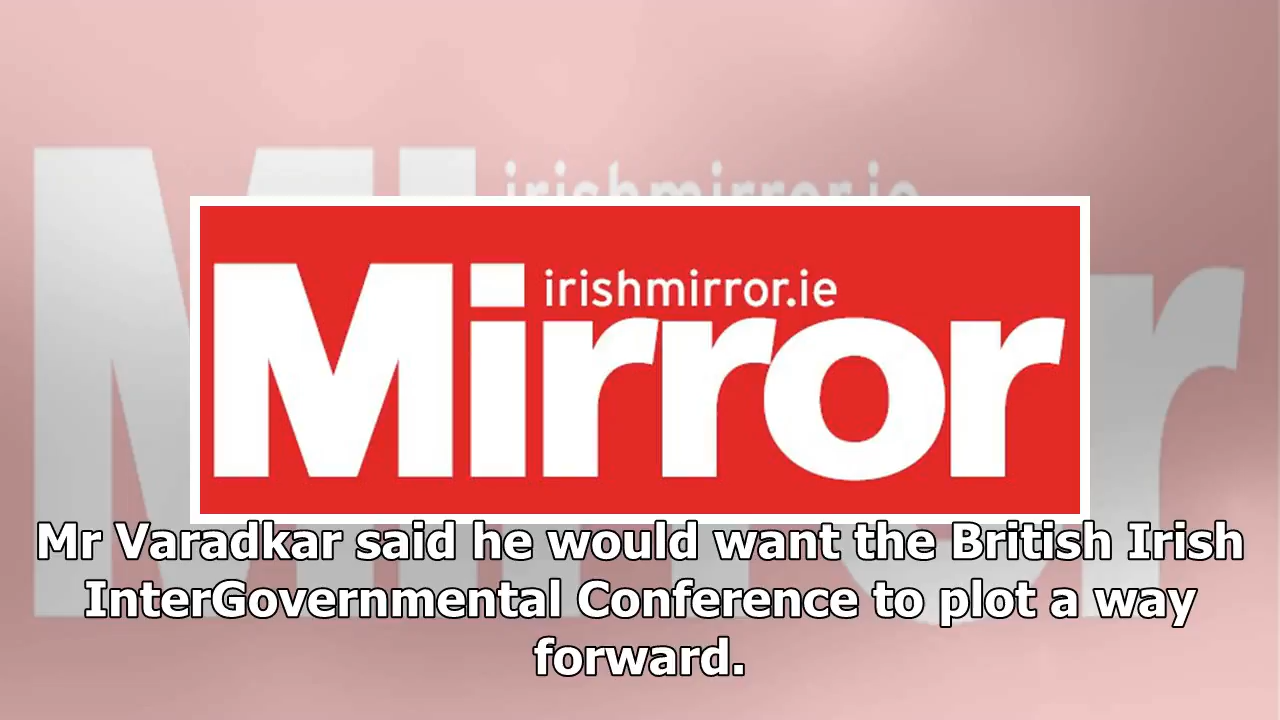 irishmirror.ie
Mirror
Mr Varadkar said he would want the British Irish
InterGovernmental Conference to plot a way
forward.